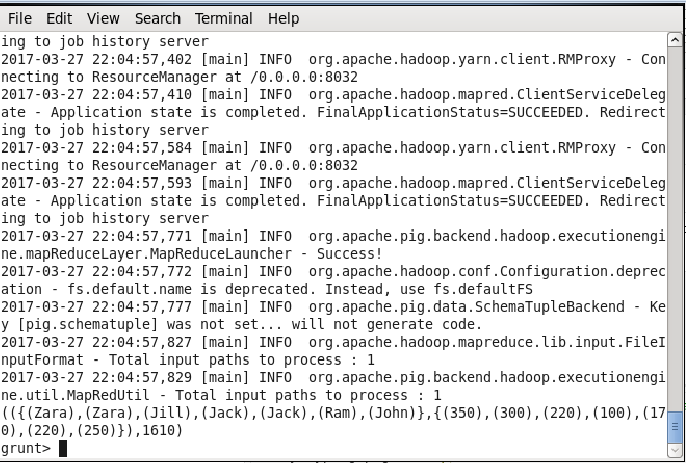 File Edit View Search Terminal Help
ing to job history server
2017-03-27 22:04:57,402 [main] INFO  org.apache.hadoop.yarn.client.RMProxy - Con
necting to ResourceManager at /0.0.0.0:8032
2017-03-27 22:04:57,410 [main] INFO  org.apache.hadoop.mapred.ClientServiceDeleg
ate - Application state is completed. FinalApplicationStatus=SUCCEEDED. Redirect
ing to job history server
2017-03-27 22:04:57,584 [main] INFO  org.apache.hadoop.yarn.client.RMProxy - Con
necting to ResourceManager at /0.0.0.0:8032
2017-03-27 22:04:57,593 [main] INFO  org.apache.hadoop.mapred.ClientServiceDeleg
ate - Application state is completed. FinalApplicationStatus=SUCCEEDED. Redirect
ing to job history server
2017-03-27 22:04:57,771 [main] INFO  org.apache.pig.backend.hadoop.executionengi
ne.mapReduceLayer.MapReduceLauncher - Success!
2017-03-27 22:04:57,772 [main] INFO  org.apache.hadoop.conf.Configuration.deprec
ation - fs.default.name is deprecated. Instead, use fs.defaultFS
2017-03-27 22:04:57,777 [main] INFO  org.apache.pig.data.SchemaTupleBackend - Ke
y [pig.schematuple] was not set... will not generate code.
2017-03-27 22:04:57,827 [main] INFO  org.apache.hadoop.mapreduce.lib.input.FileI
nputFormat - Total input paths to process : 1
2017-03-27 22:04:57,829 [main] INFO  org.apache.pig.backend.hadoop.executionengi
ne.util.MapRedUtil - Total input paths to process : 1
(({(Zara),(Zara),(Jill),(Jack),(Jack),(Ram),(John)},{(350),(300),(220),(100),(17
0),(220),(250)}),1610)
grunt>